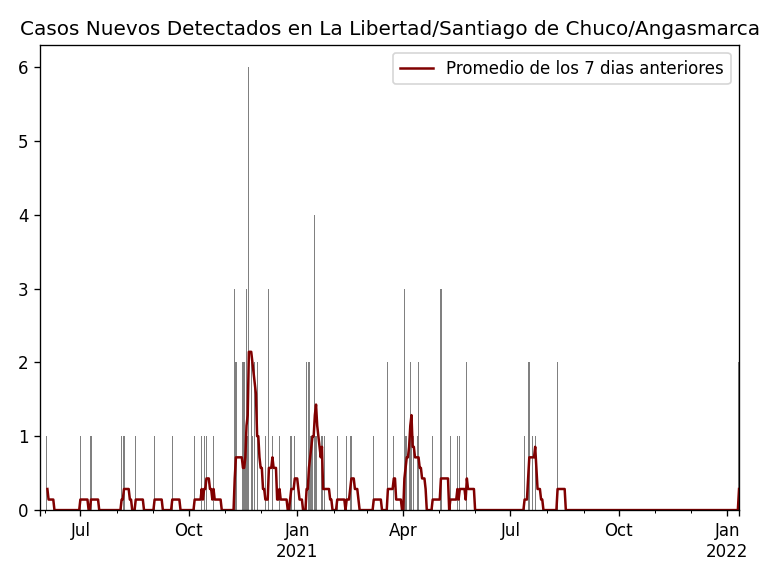 Casos Nuevos Detectados en La Libertad/Santiago de Chuco/Angasmarca
Promedio de los 7 dias anteriores
6
5
4
3
2
1
0
Jul
Oct
Jan
2021
Apr
Jul
Oct
Jan
2022